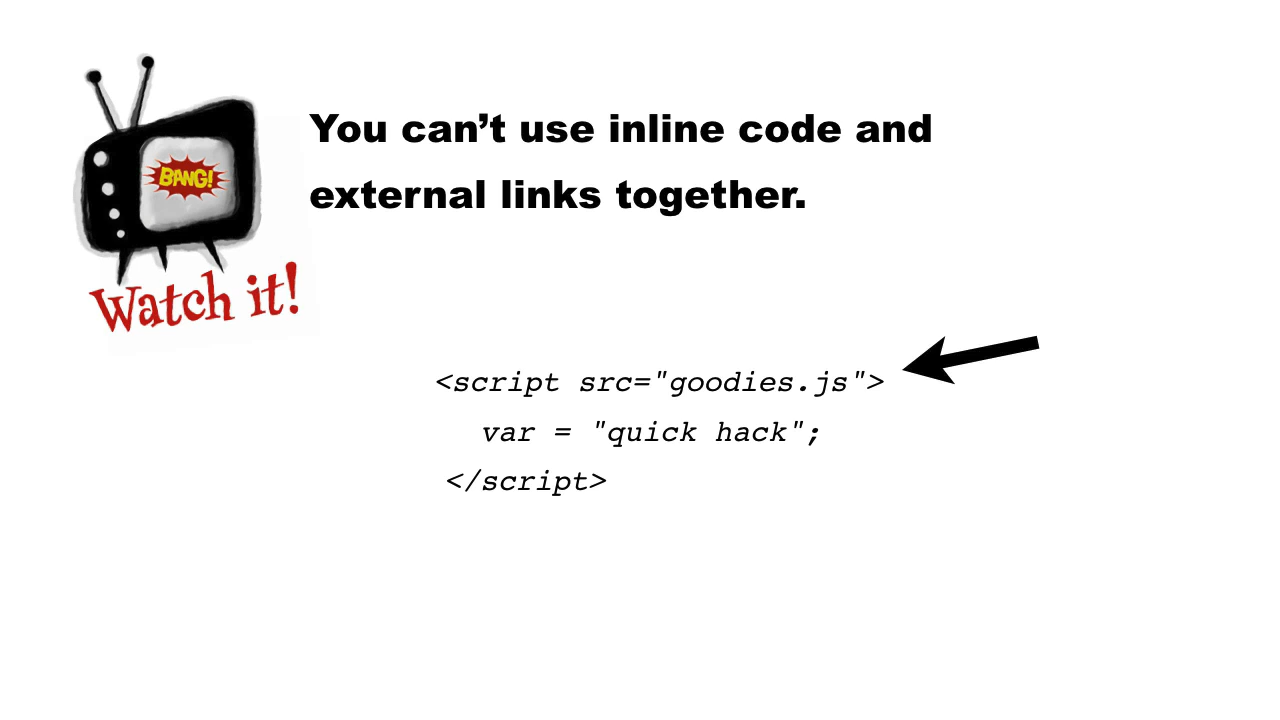 You can’t use inline code and
external links together.
BANG!
Watch it!
<script src="goodies.js">
var = "quick hack";
</script>